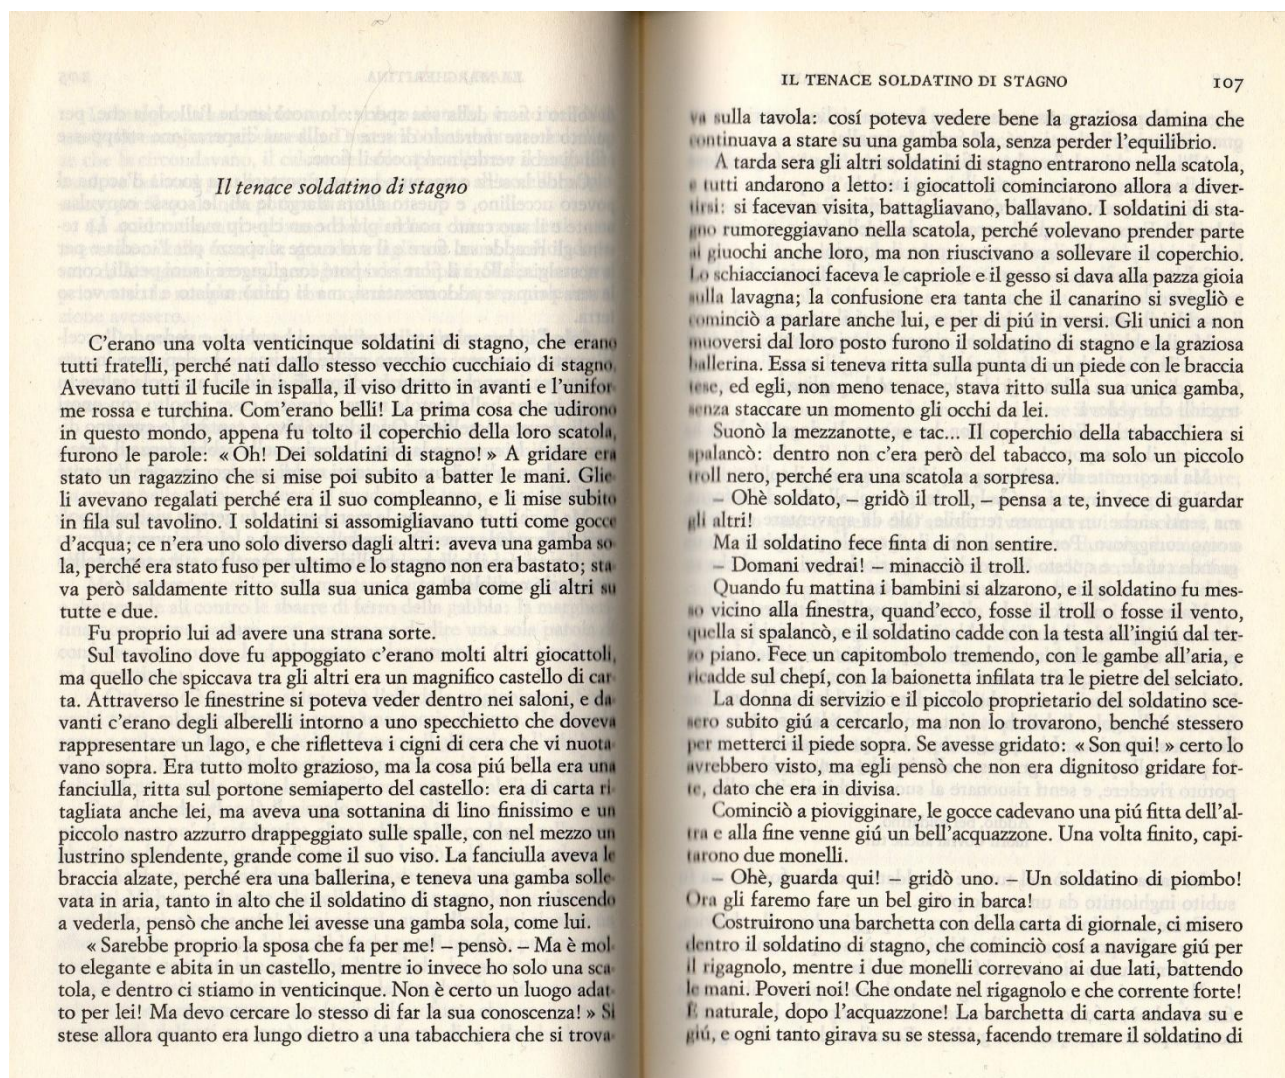 Il tenace soldatino di stagno
C'erano una volta venticinque soldatini di stagno, che erano
tutti fratelli, perché nati dallo stesso vecchio cucchiaio di stagno.
Avevano tutti il fucile in ispalla, il viso dritto in avanti e l'unifor-
me rossa e turchina. Com'erano belli! La prima cosa che udirono
in questo mondo, appena fu tolto il coperchio della loro scatola,
furono le parole: « Oh! Dei soldatini di stagno! » A gridare era
stato un ragazzino che si mise poi subito a batter le mani. Glie-
li avevano regalati perché era il suo compleanno, e li mise subito
in fila sul tavolino. I soldatini si assomigliavano tutti come gocce
d'acqua; ce n'era uno solo diverso dagli altri: aveva una gamba so-
la, perché era stato fuso per ultimo e lo stagno non era bastato; sta-
va però saldamente ritto sulla sua unica gamba come gli altri su
tutte e due.
Fu proprio lui ad avere una strana sorte.
Sul tavolino dove fu appoggiato c'erano molti altri giocattoli,
ma quello che spiccava tra gli altri era un magnifico castello di car-
ta. Attraverso le finestrine si poteva veder dentro nei saloni, e da-
vanti c'erano degli alberelli intorno a uno specchietto che doveva
rappresentare un lago, e che rifletteva i cigni di cera che vi nuota-
vano sopra. Era tutto molto grazioso, ma la cosa piú bella era una
fanciulla, ritta sul portone semiaperto del castello: era di carta ri-
tagliata anche lei, ma aveva una sottanina di lino finissimo e un
piccolo nastro azzurro drappeggiato sulle spalle, con nel mezzo un
lustrino splendente, grande come il suo viso. La fanciulla aveva le
braccia alzate, perché era una ballerina, e teneva una gamba solle-
vata in aria, tanto in alto che il soldatino di stagno, non riuscendo
a vederla, pensò che anche lei avesse una gamba sola, come lui.
« Sarebbe proprio la sposa che fa per me! – pensò. – Ma è mol-
to elegante e abita in un castello, mentre io invece ho solo una sca-
tola, e dentro ci stiamo in venticinque. Non è certo un luogo adat-
to per lei! Ma devo cercare lo stesso di far la sua conoscenza! » Si
stese allora quanto era lungo dietro a una tabacchiera che si trova-
IL TENACE SOLDATINO DI STAGNO 107
va sulla tavola: cosí poteva vedere bene la graziosa damina che
continuava a stare su una gamba sola, senza perder l'equilibrio.
A tarda sera gli altri soldatini di stagno entrarono nella scatola,
e tutti andarono a letto: i giocattoli cominciarono allora a diver-
tirsi: si facevan visita, battagliavano, ballavano. I soldatini di sta-
gno rumoreggiavano nella scatola, perché volevano prender parte
ai giuochi anche loro, ma non riuscivano a sollevare il coperchio.
Lo schiaccianoci faceva le capriole e il gesso si dava alla pazza gioia
sulla lavagna; la confusione era tanta che il canarino si svegliò e
cominciò a parlare anche lui, e per di piú in versi. Gli unici a non
muoversi dal loro posto furono il soldatino di stagno e la graziosa
ballerina. Essa si teneva ritta sulla punta di un piede con le braccia
tese, ed egli, non meno tenace, stava ritto sulla sua unica gamba,
senza staccare un momento gli occhi da lei.
Suonò la mezzanotte, e tac... Il coperchio della tabacchiera si
spalancò: dentro non c'era però del tabacco, ma solo un piccolo
troll nero, perché era una scatola a sorpresa.
– Ohè soldato, – gridò il troll, – pensa a te, invece di guardar
gli altri!
Ma il soldatino fece finta di non sentire.
– Domani vedrai! – minacciò il troll.
Quando fu mattina i bambini si alzarono, e il soldatino fu mes-
so vicino alla finestra, quand'ecco, fosse il troll o fosse il vento,
quella si spalancò, e il soldatino cadde con la testa all'ingiú dal ter-
zo piano. Fece un capitombolo tremendo, con le gambe all'aria, e
ricadde sul chepí, con la baionetta infilata tra le pietre del selciato.
La donna di servizio e il piccolo proprietario del soldatino sce-
sero subito giú a cercarlo, ma non lo trovarono, benché stessero
per metterci il piede sopra. Se avesse gridato: « Son qui! » certo lo
avrebbero visto, ma egli pensò che non era dignitoso gridare for-
te, dato che era in divisa.
Cominciò a piovigginare, le gocce cadevano una piú fitta dell'al-
tra e alla fine venne giú un bell'acquazzone. Una volta finito, capi-
tarono due monelli.
– Ohè, guarda qui! – gridò uno. – Un soldatino di piombo!
Ora gli faremo fare un bel giro in barca!
Costruirono una barchetta con della carta di giornale, ci misero
dentro il soldatino di stagno, che cominciò cosí a navigare giú per
il rigagnolo, mentre i due monelli correvano ai due lati, battendo
le mani. Poveri noi! Che ondate nel rigagnolo e che corrente forte!
È naturale, dopo l'acquazzone! La barchetta di carta andava su e
giú, e ogni tanto girava su se stessa, facendo tremare il soldatino di